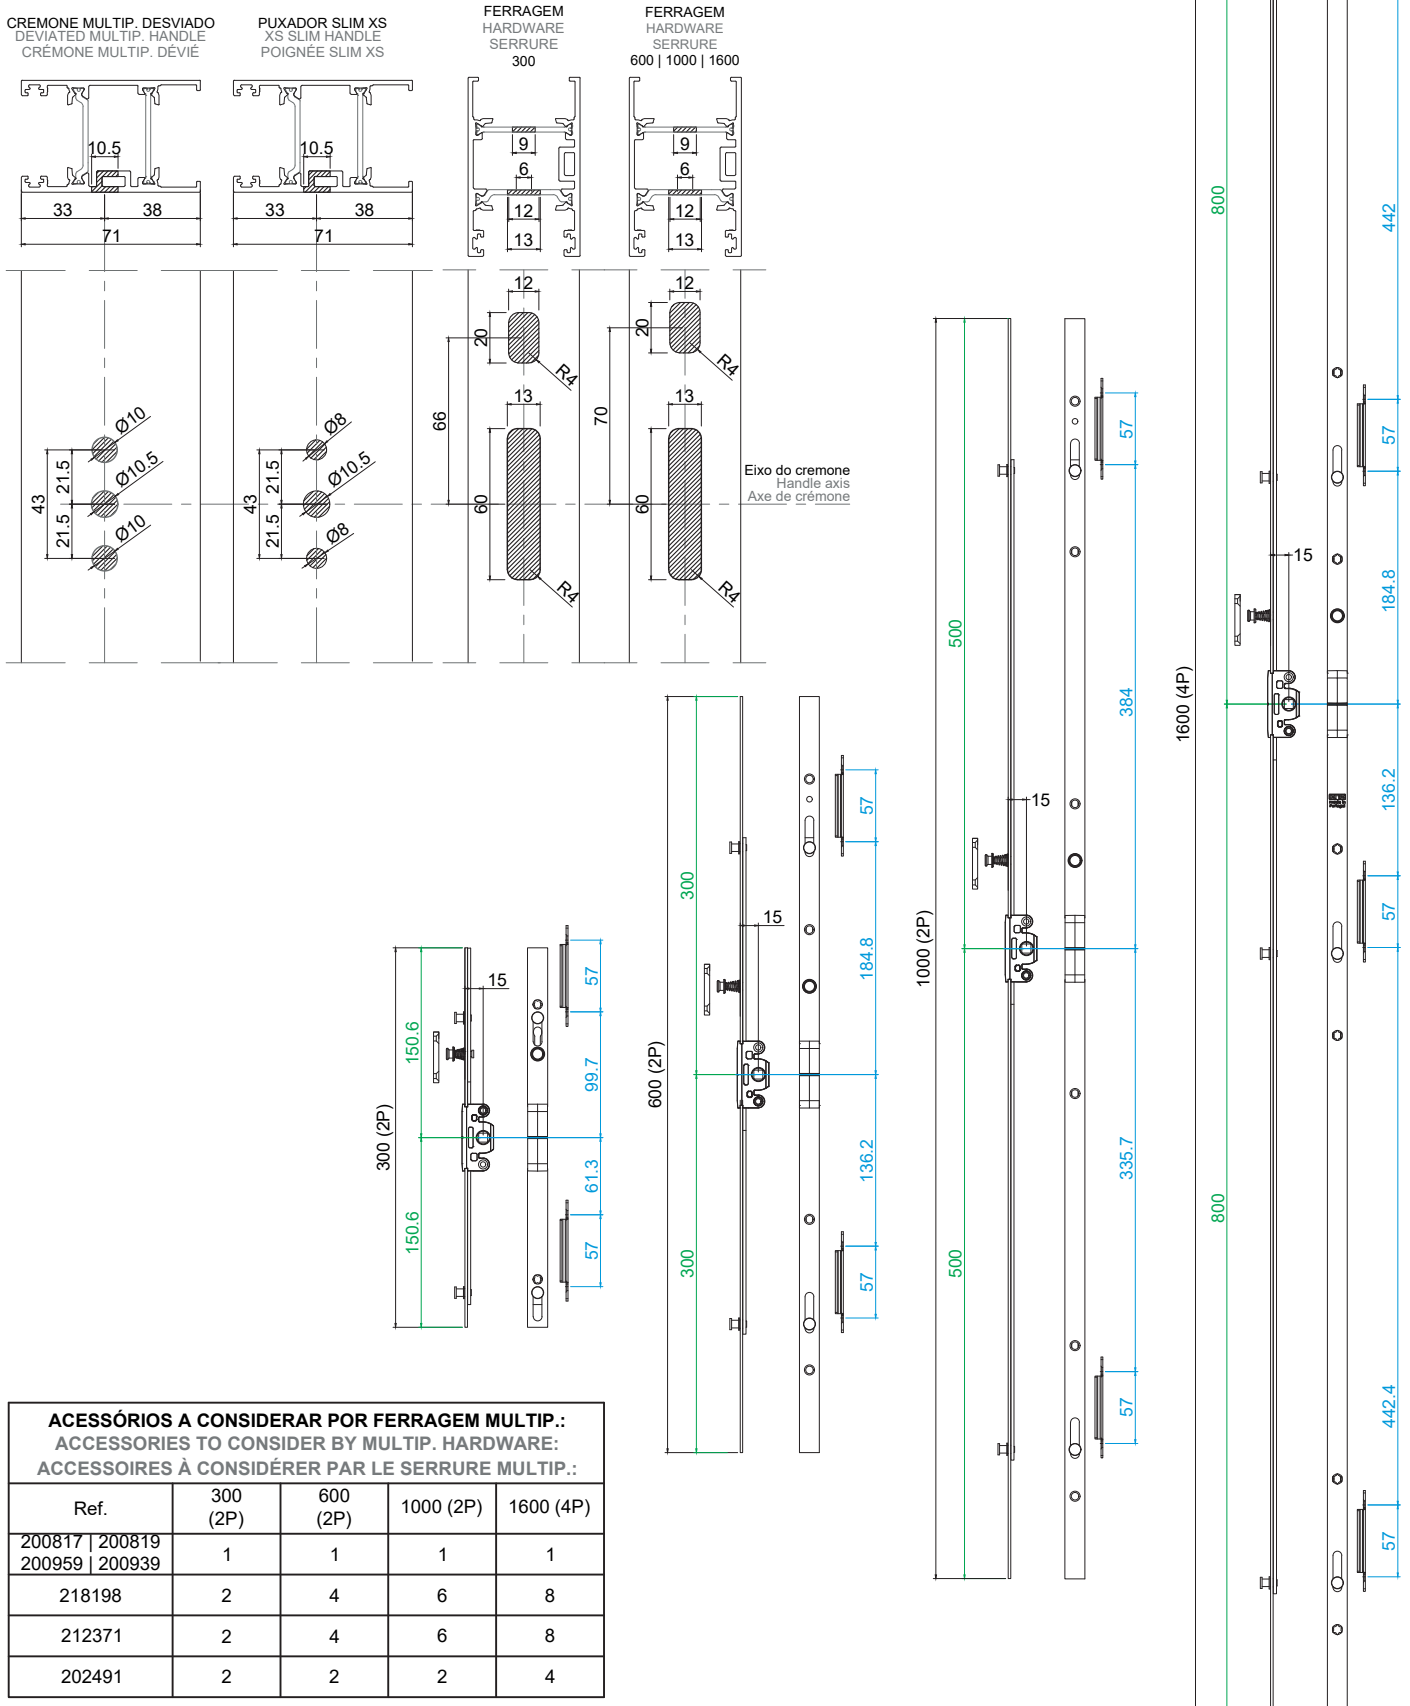 CREMONE MULTIP. DESVIADO
DEVIATED MULTIP. HANDLE
CRÉMONE MULTIP. DÉVIÉ
PUXADOR SLIM XS
XS SLIM HANDLE
POIGNÉE SLIM XS
FERRAGEM
HARDWARE
SERRURE
300
FERRAGEM
HARDWARE
SERRURE
600 | 1000 | 1600
10.5
33
38
71
10.5
33
38
71
9
6
12
13
9
6
12
13
Ø10
Ø10.5
Ø10
43
21.5
21.5
Ø8
Ø10.5
Ø8
43
21.5
21.5
12
20
R4
66
13
60
R4
12
20
R4
70
13
60
R4
Eixo do cremone
Handle axis
Axe de crémone
300 (2P)
150.6
150.6
15
57
99.7
61.3
57
600 (2P)
300
300
15
57
184.8
136.2
57
1000 (2P)
500
500
15
57
384
335.7
57
1600 (4P)
800
800
15
442
57
184.8
136.2
57
442.4
57
ACESSÓRIOS A CONSIDERAR POR FERRAGEM MULTIP.:
ACCESSORIES TO CONSIDER BY MULTIP. HARDWARE:
ACCESSOIRES À CONSIDÉRER PAR LE SERRURE MULTIP.:
Ref. 300 (2P) 600 (2P) 1000 (2P) 1600 (4P)
200817 | 200819
200959 | 200939 1 1 1 1
218198 2 4 6 8
212371 2 4 6 8
202491 2 2 2 4